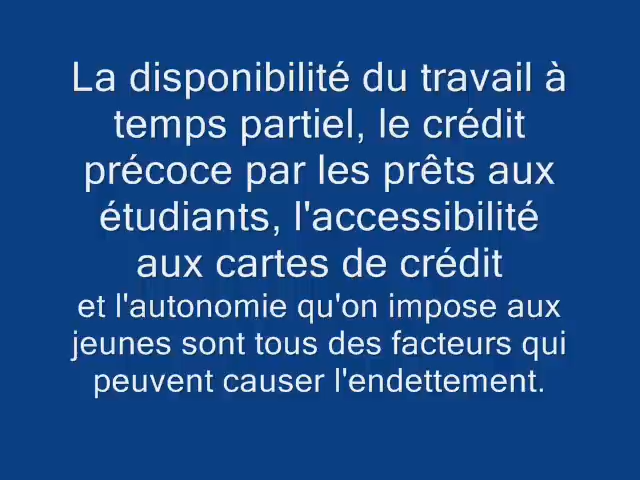 La disponibilité du travail à
temps partiel, le crédit
précoce par les prêts aux
étudiants, l'accessibilité
aux cartes de crédit
et l'autonomie qu'on impose aux
jeunes sont tous des facteurs qui
peuvent causer l'endettement.